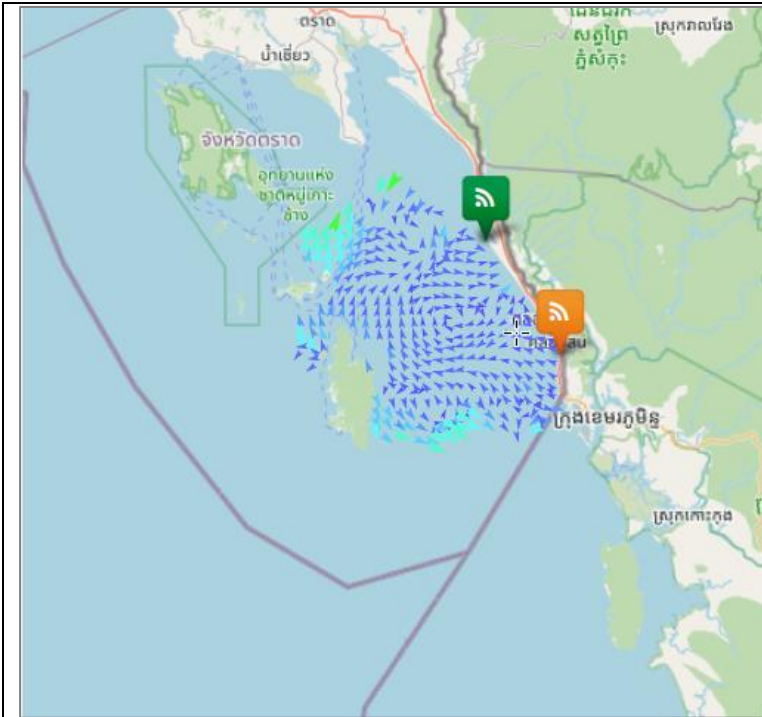 ตราด
น้ำเชี่ยว
ស្រុកវាលវែង
សត្វព្រៃ
ភ្នំសំកុះ
จังหวัดตราด
อุทยานแห่ง
ชาติหมู่เกาะ
ช้าง
ក្រុងខេមរភូមិន្ទ
ស្រុកកោះកុង